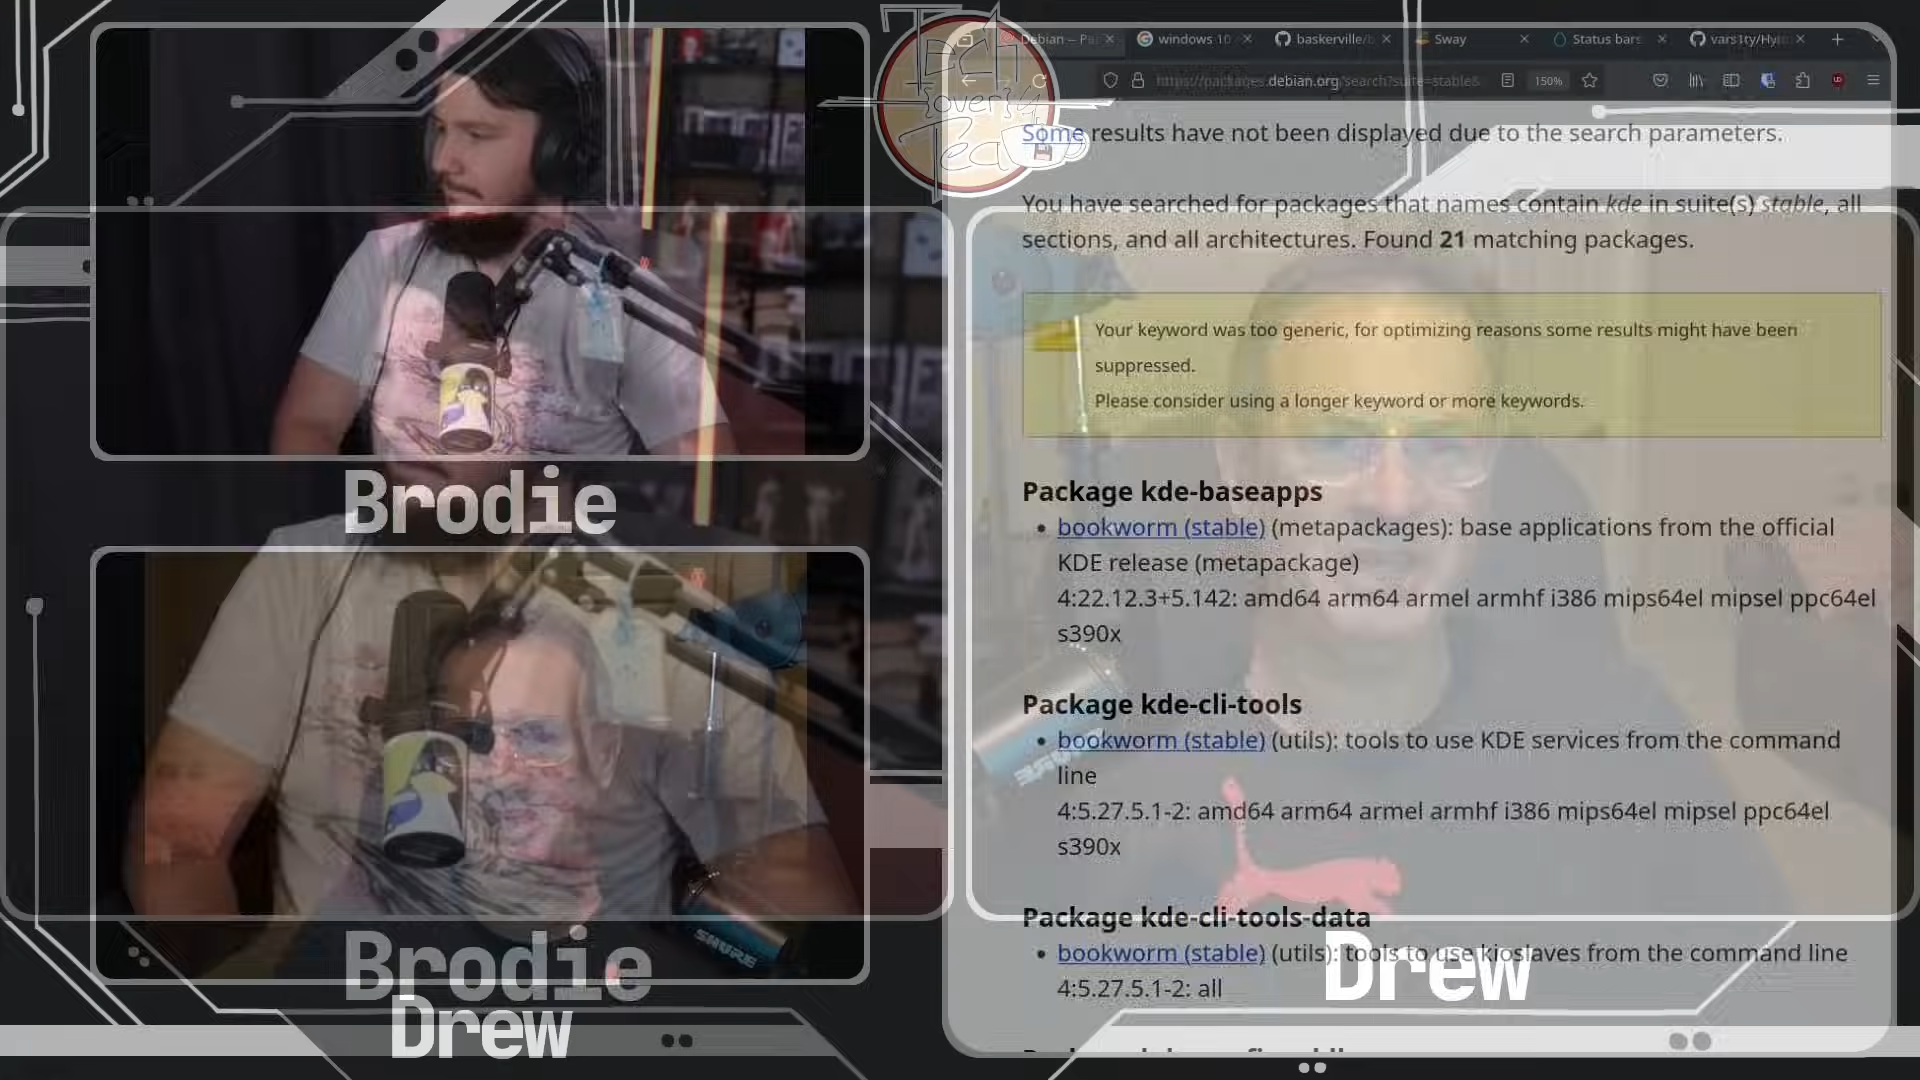 Tech
over
Tea
Debian – Pa
windows 10
baskerville/b
Sway
Status bars
vars1ty/Hyp
https://packages.debian.org/search?suite=stable&
150%
Some results have not been displayed due to the search parameters.
You have searched for packages that names contain kde in suite(s) stable, all
sections, and all architectures. Found 21 matching packages.
Your keyword was too generic, for optimizing reasons some results might have been
suppressed.
Please consider using a longer keyword or more keywords.
Package kde-baseapps
bookworm (stable) (metapackages): base applications from the official
KDE release (metapackage)
4:22.12.3+5.142: amd64 arm64 armel armhf i386 mips64el mipsel ppc64el
s390x
Package kde-cli-tools
bookworm (stable) (utils): tools to use KDE services from the command
line
4:5.27.5.1-2: amd64 arm64 armel armhf i386 mips64el mipsel ppc64el
s390x
Package kde-cli-tools-data
bookworm (stable) (utils): tools to use kioslaves from the command line
4:5.27.5.1-2: all
Brodie
Brodie
Drew
Drew
SHURE
SHURE